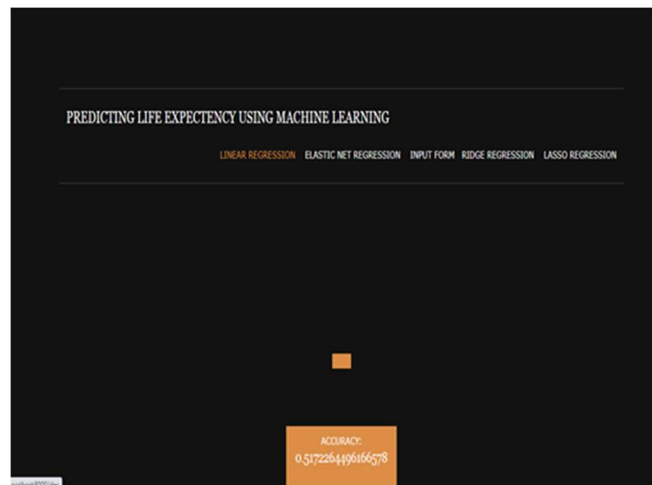 PREDICTING LIFE EXPECTENCY USING MACHINE LEARNING
LINEAR REGRESSION ELASTIC NET REGRESSION INPUT FORM RIDGE REGRESSION LASSO REGRESSION
ACCURACY:
0.5172264496166578